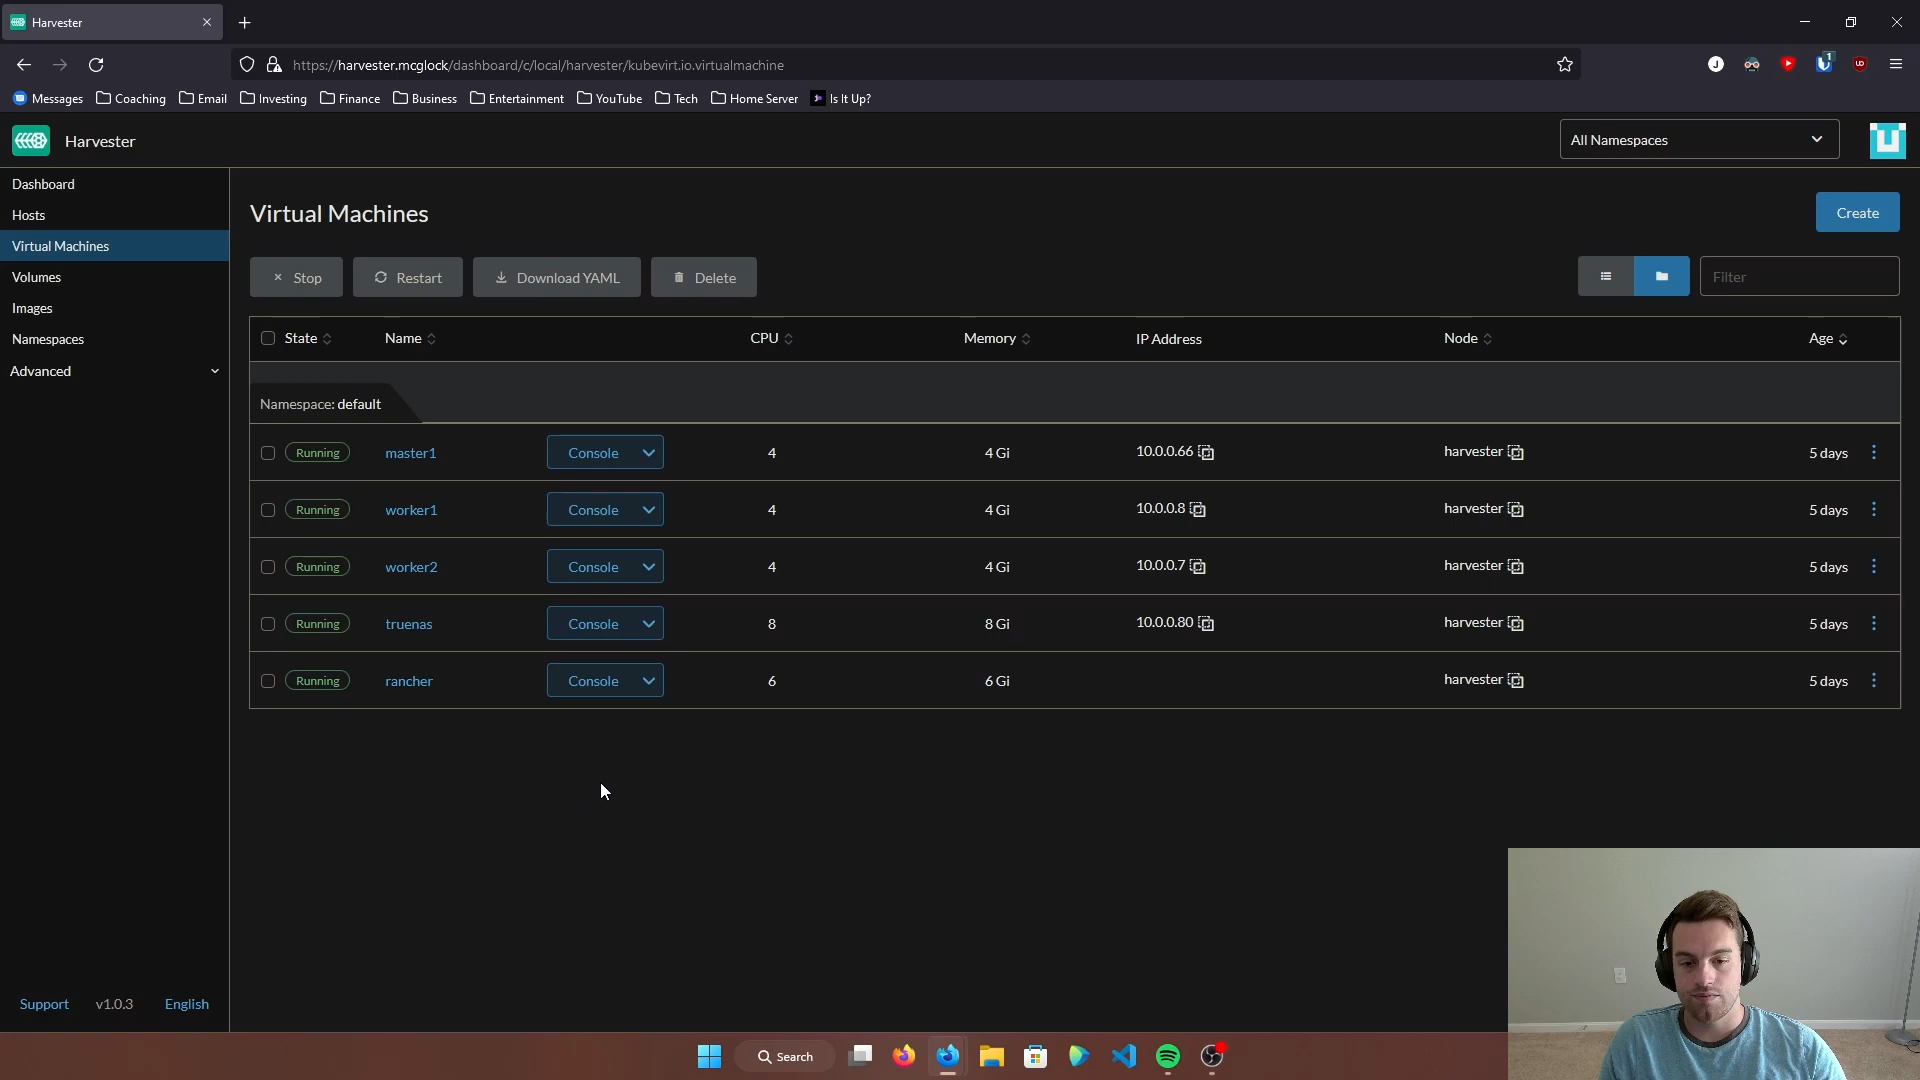 Harvester
https://harvester.mcglock/dashboard/c/local/harvester/kubevirt.io.virtualmachine
J
1
Messages Coaching Email Investing Finance Business Entertainment YouTube Tech Home Server Is It Up?
Harvester
All Namespaces
Dashboard
Hosts
Virtual Machines
Volumes
Images
Namespaces
Advanced
Virtual Machines
Create
Stop Restart Download YAML Delete
Filter
State Name CPU Memory IP Address Node Age
Namespace: default
Running master1 Console 4 4 Gi 10.0.0.66 harvester 5 days
Running worker1 Console 4 4 Gi 10.0.0.8 harvester 5 days
Running worker2 Console 4 4 Gi 10.0.0.7 harvester 5 days
Running truenas Console 8 8 Gi 10.0.0.80 harvester 5 days
Running rancher Console 6 6 Gi harvester 5 days
Support v1.0.3 English
Search